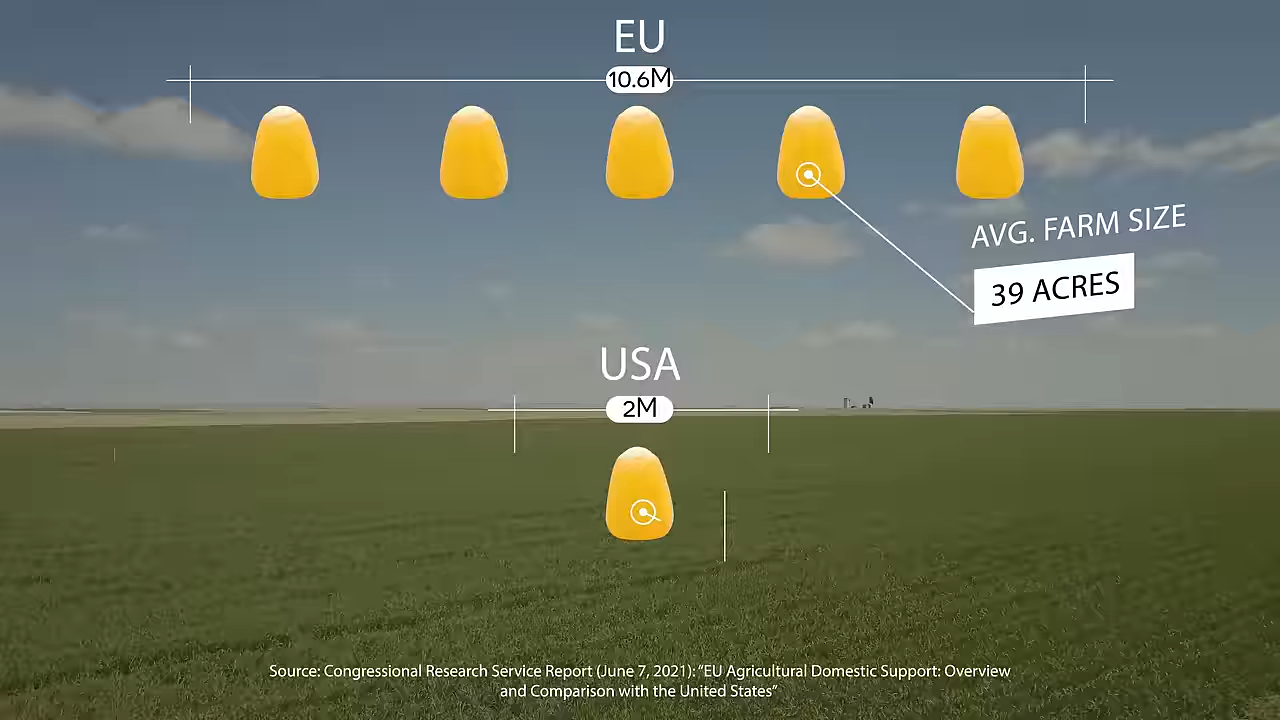 EU
10.6M
AVG. FARM SIZE
39 ACRES
USA
2M
Source: Congressional Research Service Report (June 7, 2021): “EU Agricultural Domestic Support: Overview
and Comparison with the United States”